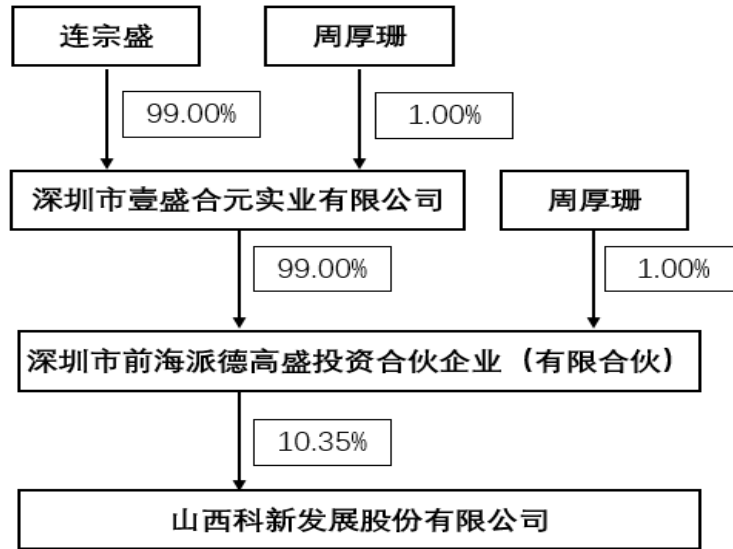 连宗盛
周厚珊
99.00%
1.00%
深圳市壹盛合元实业有限公司
周厚珊
99.00%
1.00%
深圳市前海派德高盛投资合伙企业（有限合伙）
10.35%
山西科新发展股份有限公司